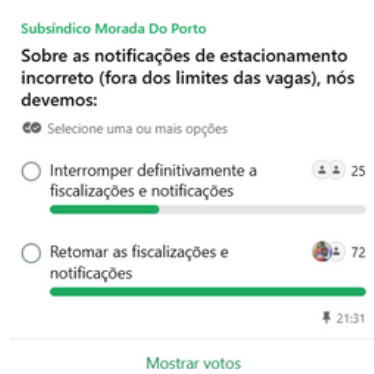 Subsíndico Morada Do Porto
Sobre as notificações de estacionamento
incorreto (fora dos limites das vagas), nós
devemos:
Selecione uma ou mais opções
Interromper definitivamente a
fiscalizações e notificações
25
Retomar as fiscalizações e
notificações
72
21:31
Mostrar votos